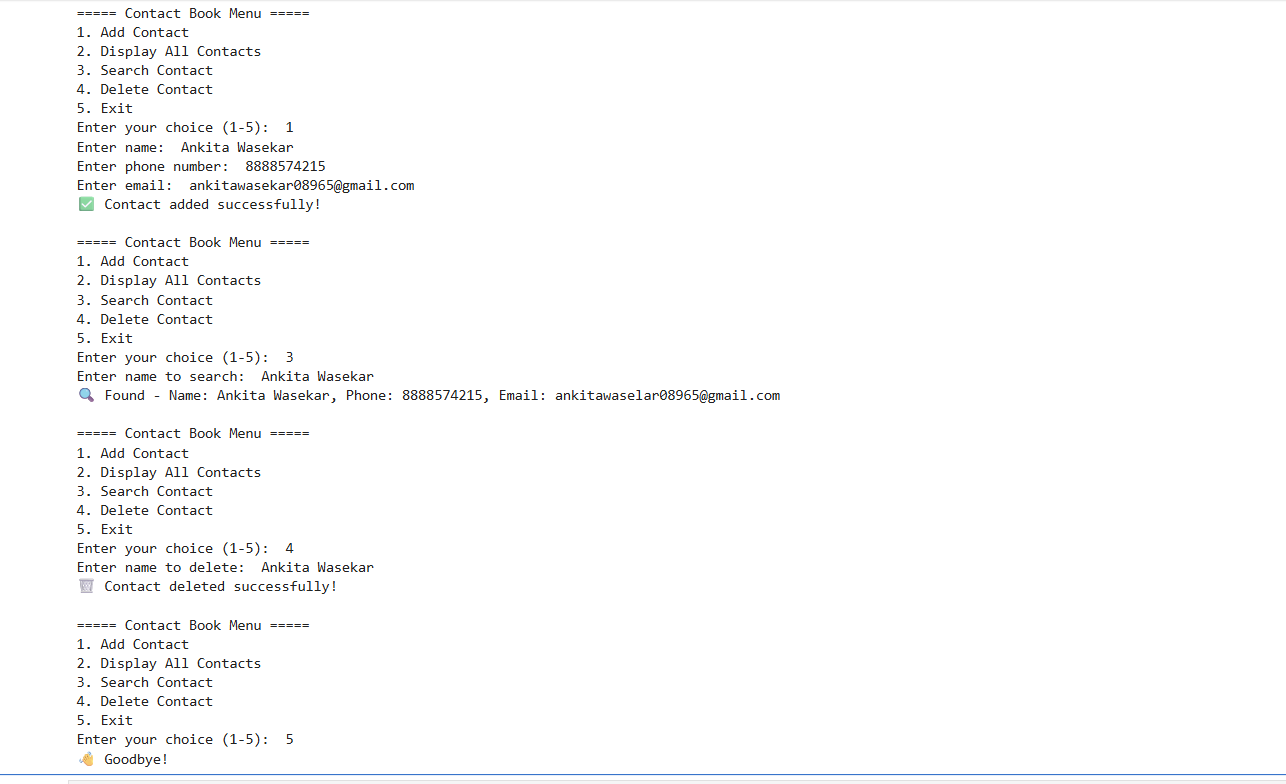 ===== Contact Book Menu =====
1. Add Contact
2. Display All Contacts
3. Search Contact
4. Delete Contact
5. Exit
Enter your choice (1-5):  1
Enter name:  Ankita Wasekar
Enter phone number:  8888574215
Enter email:  ankitawasekar08965@gmail.com
✅ Contact added successfully!

===== Contact Book Menu =====
1. Add Contact
2. Display All Contacts
3. Search Contact
4. Delete Contact
5. Exit
Enter your choice (1-5):  3
Enter name to search:  Ankita Wasekar
🔍 Found - Name: Ankita Wasekar, Phone: 8888574215, Email: ankitawaselar08965@gmail.com

===== Contact Book Menu =====
1. Add Contact
2. Display All Contacts
3. Search Contact
4. Delete Contact
5. Exit
Enter your choice (1-5):  4
Enter name to delete:  Ankita Wasekar
🗑️ Contact deleted successfully!

===== Contact Book Menu =====
1. Add Contact
2. Display All Contacts
3. Search Contact
4. Delete Contact
5. Exit
Enter your choice (1-5):  5
👋 Goodbye!